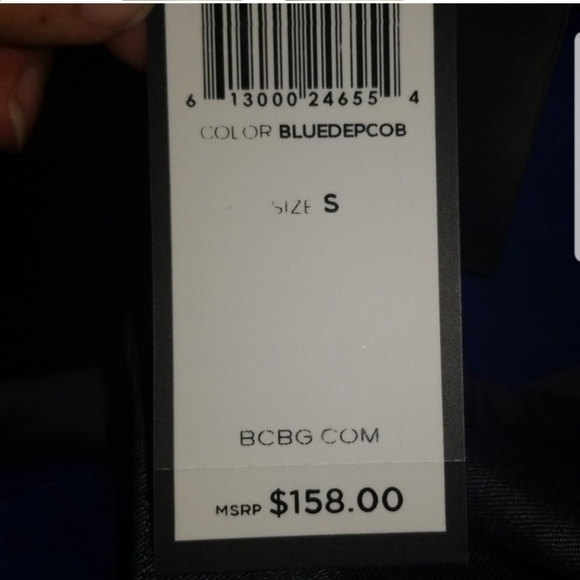 6 13000 24655 4
COLOR BLUEDEPCOB
SIZE S
BCBG COM
MSRP $158.00